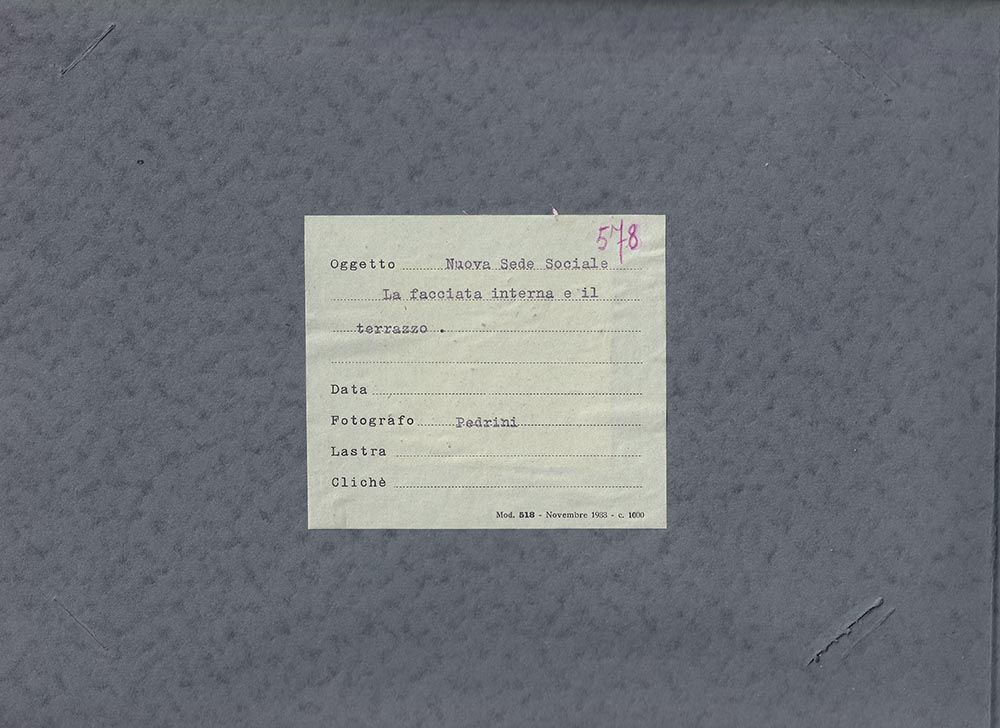 578
Oggetto Nuova Sede Sociale
La facciata interna e il
terrazzo .
Data
Fotografo Pedrini
Lastra
Clichè
Mod. 518 - Novembre 1933 - c. 1600